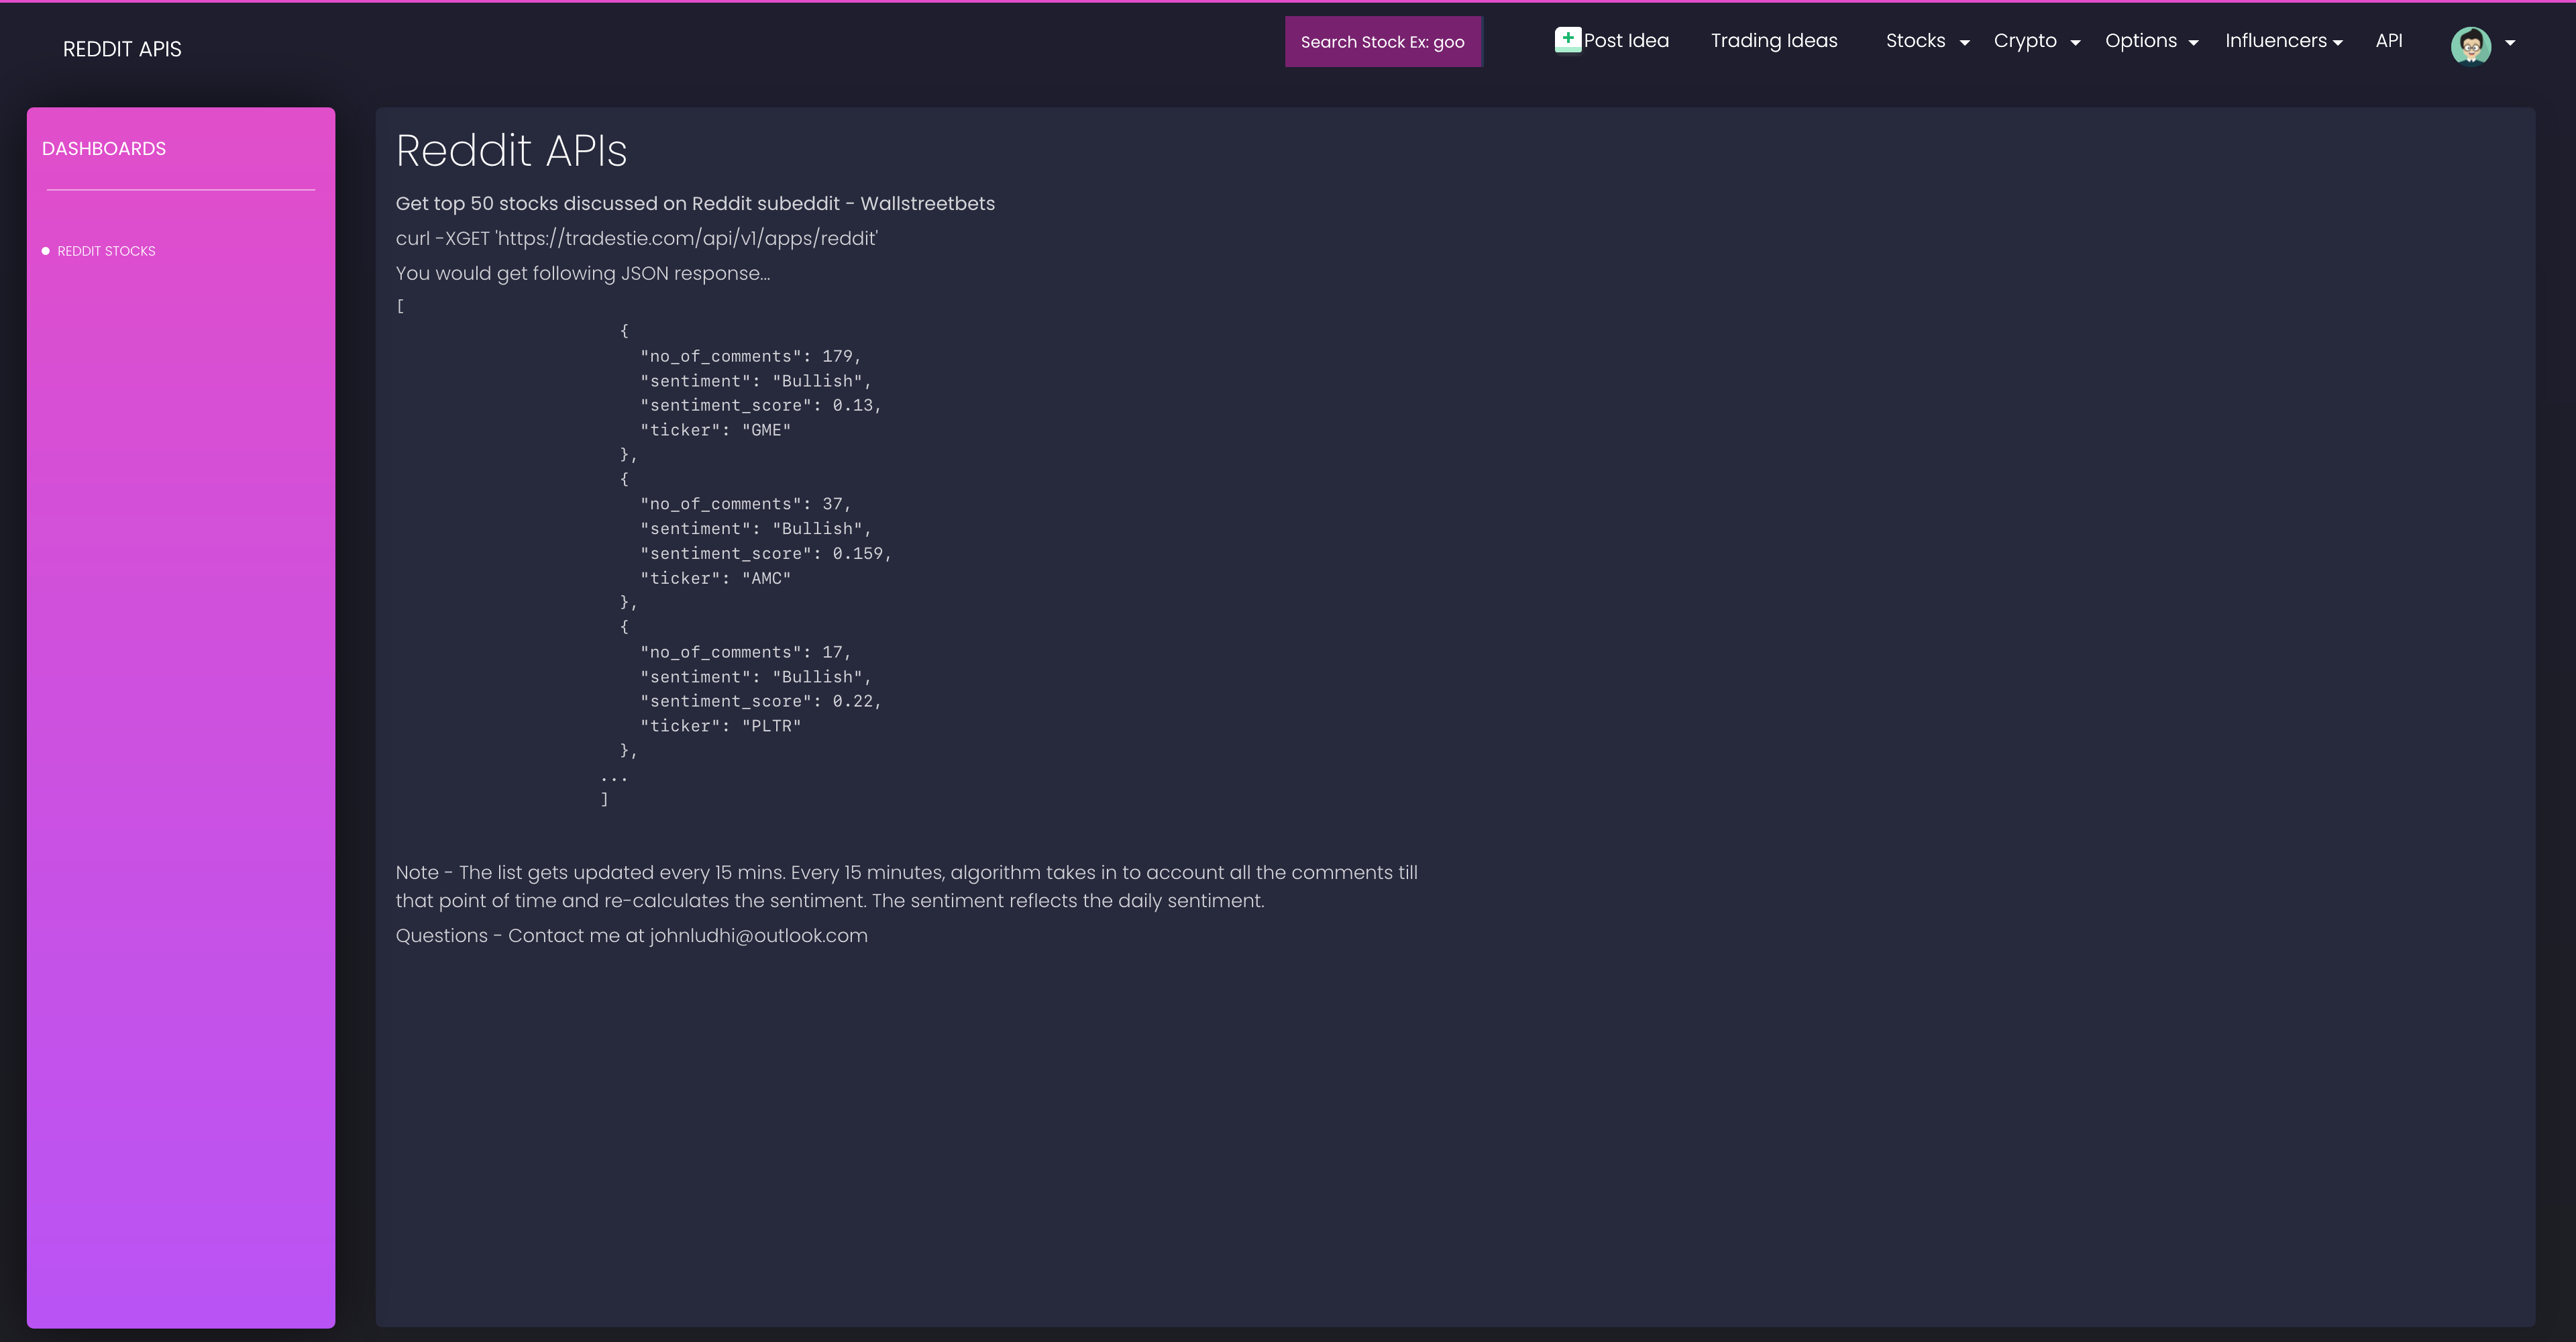 REDDIT APIS
Search Stock Ex: goo
Post Idea
Trading Ideas
Stocks
Crypto
Options
Influencers
API
DASHBOARDS
REDDIT STOCKS
Reddit APIs
Get top 50 stocks discussed on Reddit subeddit - Wallstreetbets
curl -XGET 'https://tradestie.com/api/v1/apps/reddit'
You would get following JSON response...
[
{
"no_of_comments": 179,
"sentiment": "Bullish",
"sentiment_score": 0.13,
"ticker": "GME"
},
{
"no_of_comments": 37,
"sentiment": "Bullish",
"sentiment_score": 0.159,
"ticker": "AMC"
},
{
"no_of_comments": 17,
"sentiment": "Bullish",
"sentiment_score": 0.22,
"ticker": "PLTR"
},
...
]
Note - The list gets updated every 15 mins. Every 15 minutes, algorithm takes in to account all the comments till
that point of time and re-calculates the sentiment. The sentiment reflects the daily sentiment.
Questions - Contact me at johnludhi@outlook.com